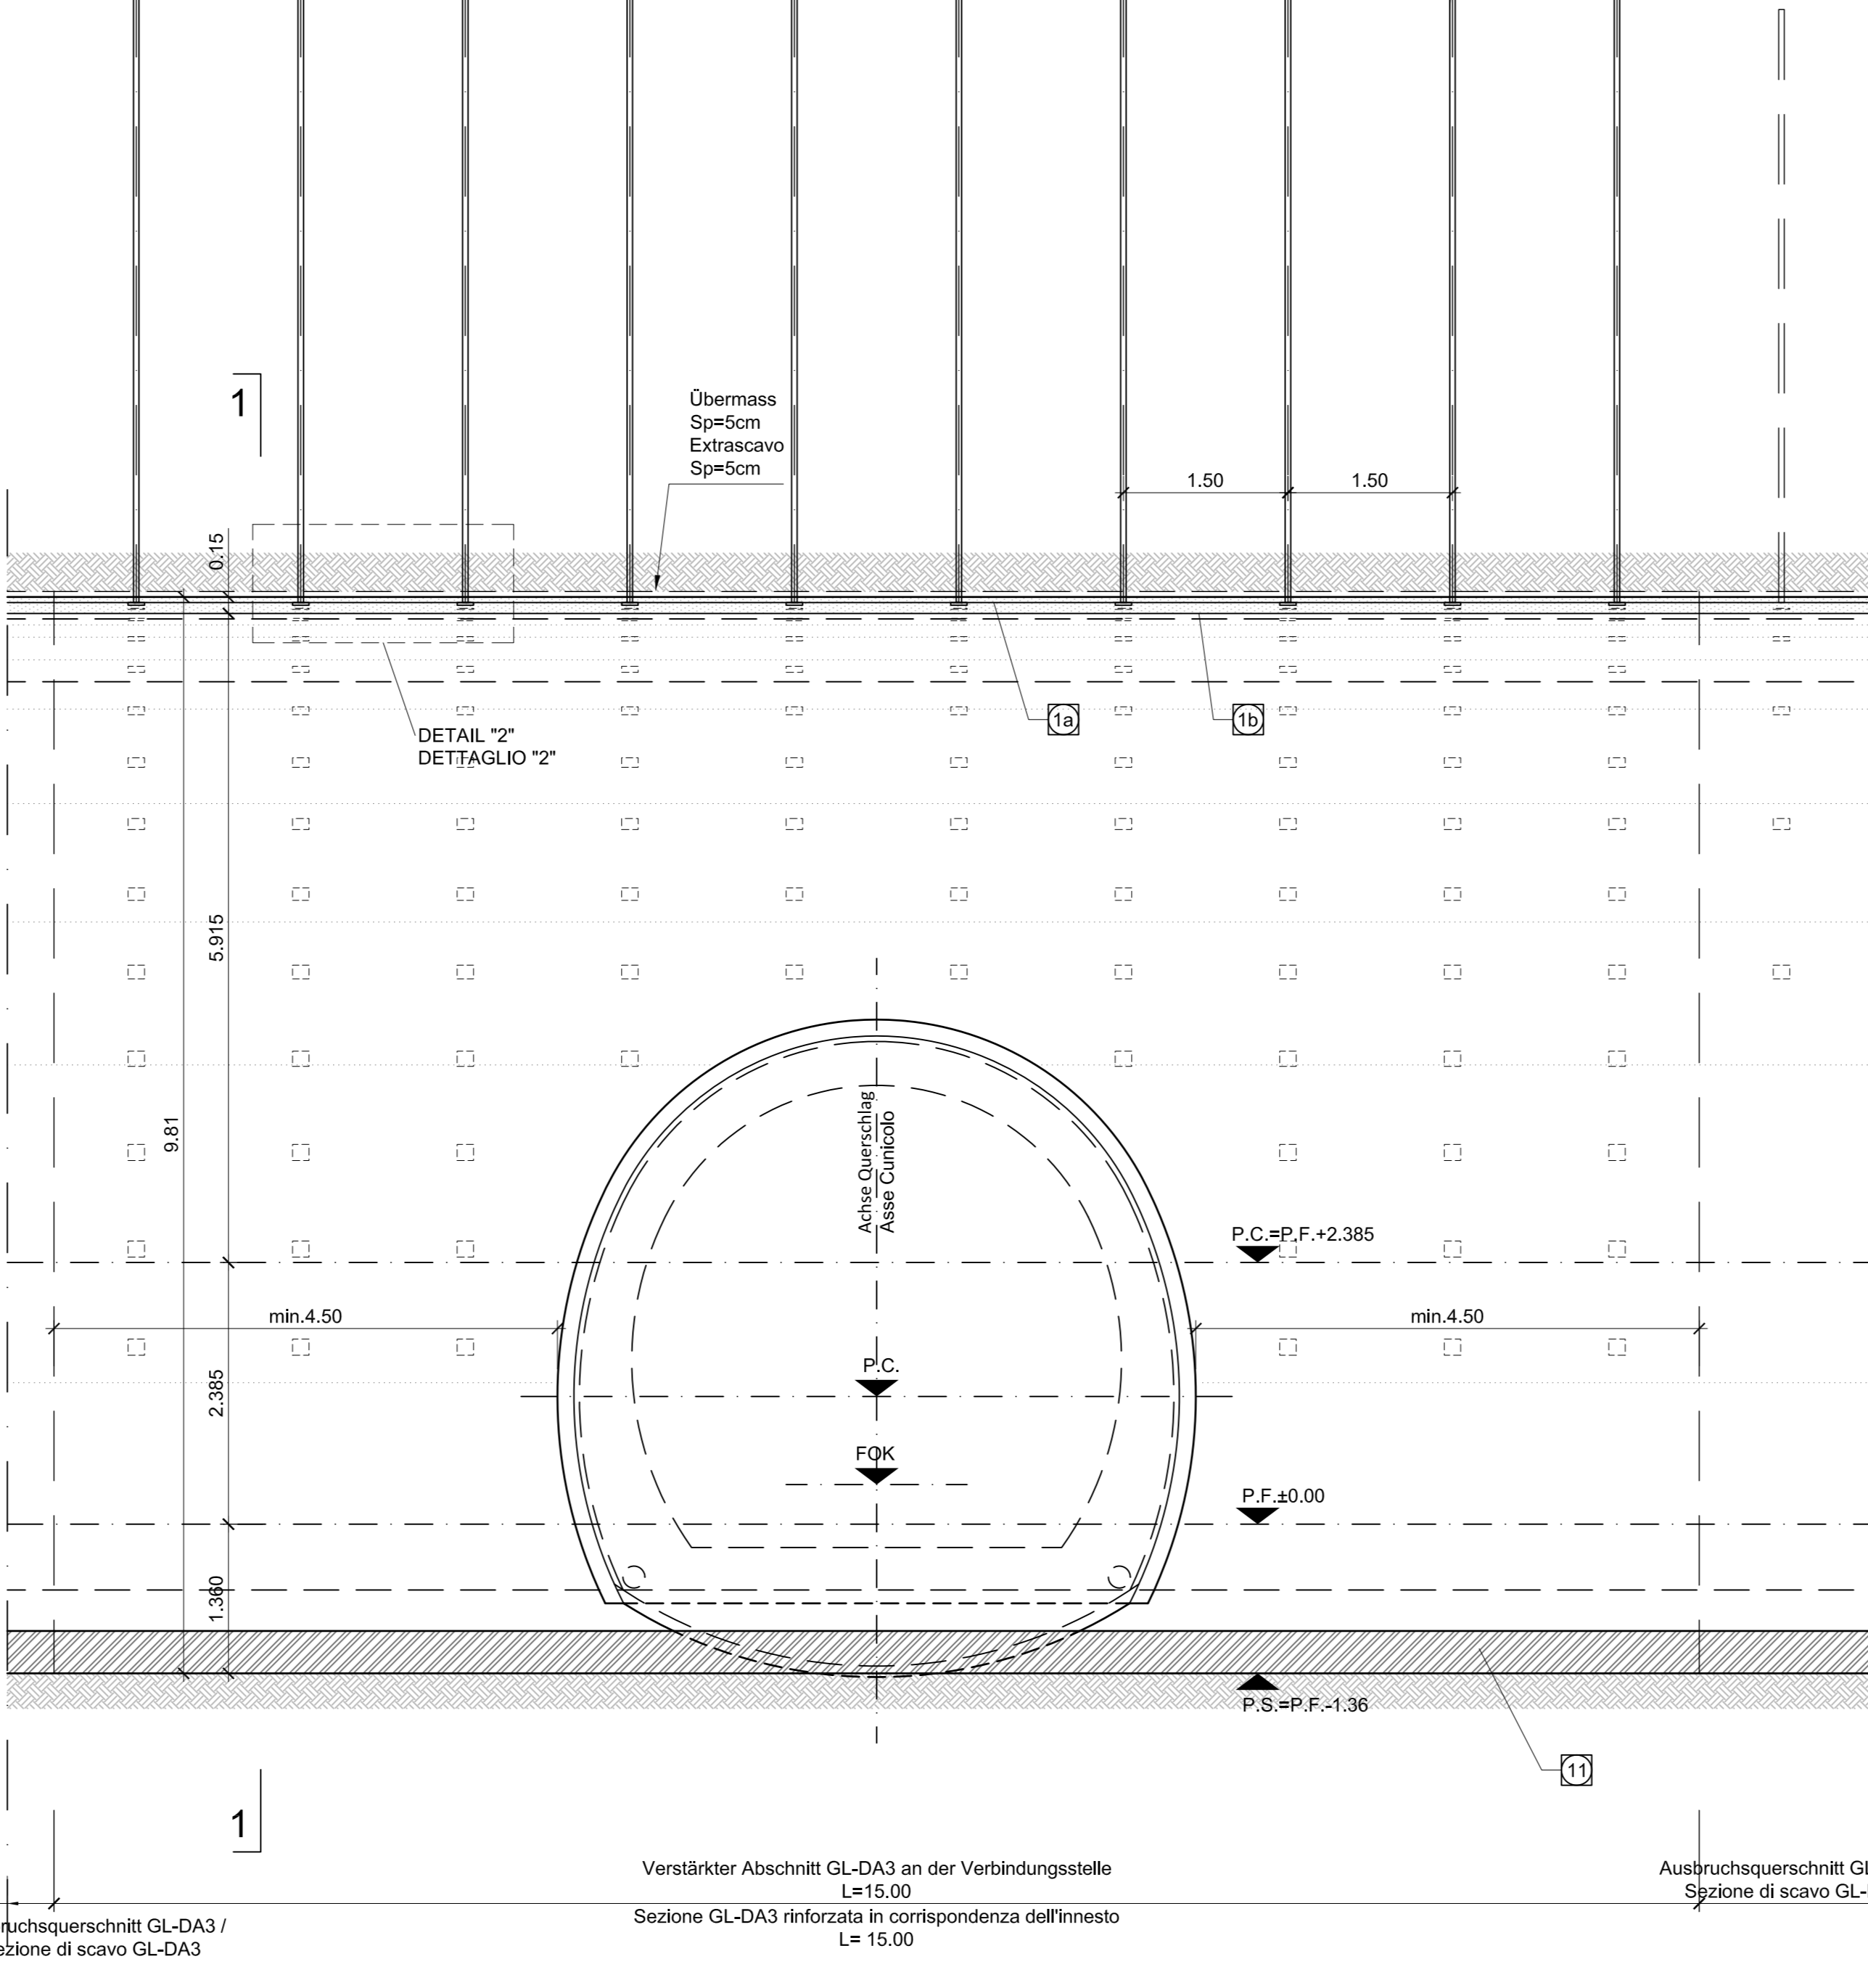 1
Übermass
Sp=5cm
Extrascavo
Sp=5cm
1.50
1.50
0.15
1a
1b
DETAIL "2"
DETTAGLIO "2"
5.915
9.81
Achse Querschlag
Asse Cunicolo
P.C.=P.F.+2.385
min.4.50
min.4.50
P.C.
2.385
FOK
P.F.±0.00
1.360
P.S.=P.F.-1.36
11
1
Verstärkter Abschnitt GL-DA3 an der Verbindungsstelle
L=15.00
Sezione GL-DA3 rinforzata in corrispondenza dell'innesto
L= 15.00
Ausbruchsquerschnitt GL
Sezione di scavo GL-
ruchsquerschnitt GL-DA3 /
ezione di scavo GL-DA3